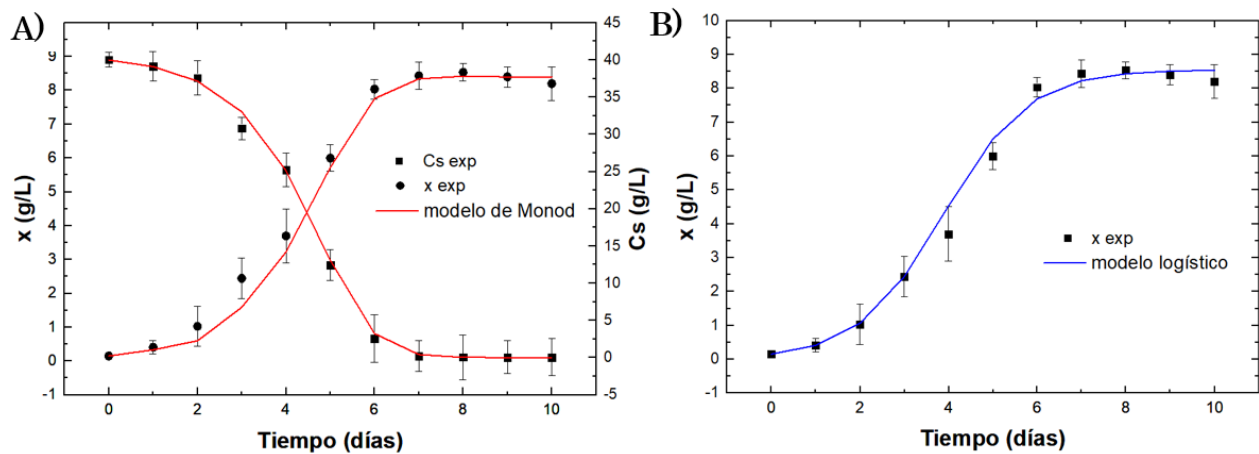 A)
9
8
7
6
5
4
3
2
1
0
-1
x (g/L)
0 2 4 6 8 10
Tiempo (días)
Cs exp
x exp
modelo de Monod
45
40
35
30
25
20
15
10
5
0
-5
Cs (g/L)
B)
10
9
8
7
6
5
4
3
2
1
0
-1
x (g/L)
0 2 4 6 8 10
Tiempo (días)
x exp
modelo logístico